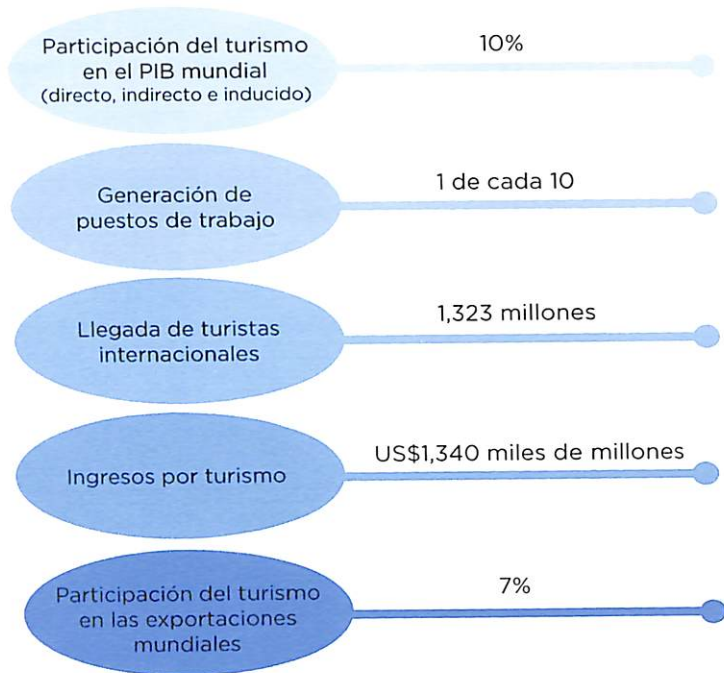 Participación del turismo
en el PIB mundial
(directo, indirecto e inducido)
10%
Generación de
puestos de trabajo
1 de cada 10
Llegada de turistas
internacionales
1,323 millones
Ingresos por turismo
US$1,340 miles de millones
Participación del turismo
en las exportaciones
mundiales
7%